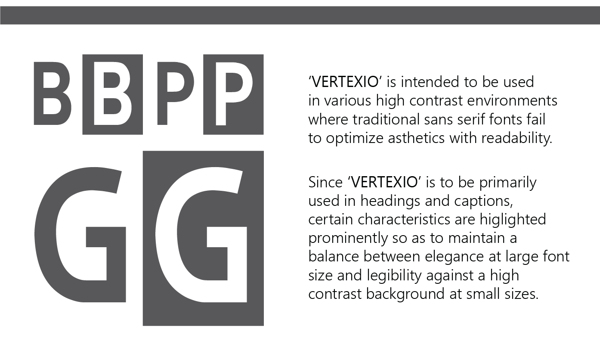 BBPP
GG
‘VERTEXIO’ is intended to be used
in various high contrast environments
where traditional sans serif fonts fail
to optimize asthetics with readability.
Since ‘VERTEXIO’ is to be primarily
used in headings and captions,
certain characteristics are higlighted
prominently so as to maintain a
balance between elegance at large font
size and legibility against a high
contrast background at small sizes.